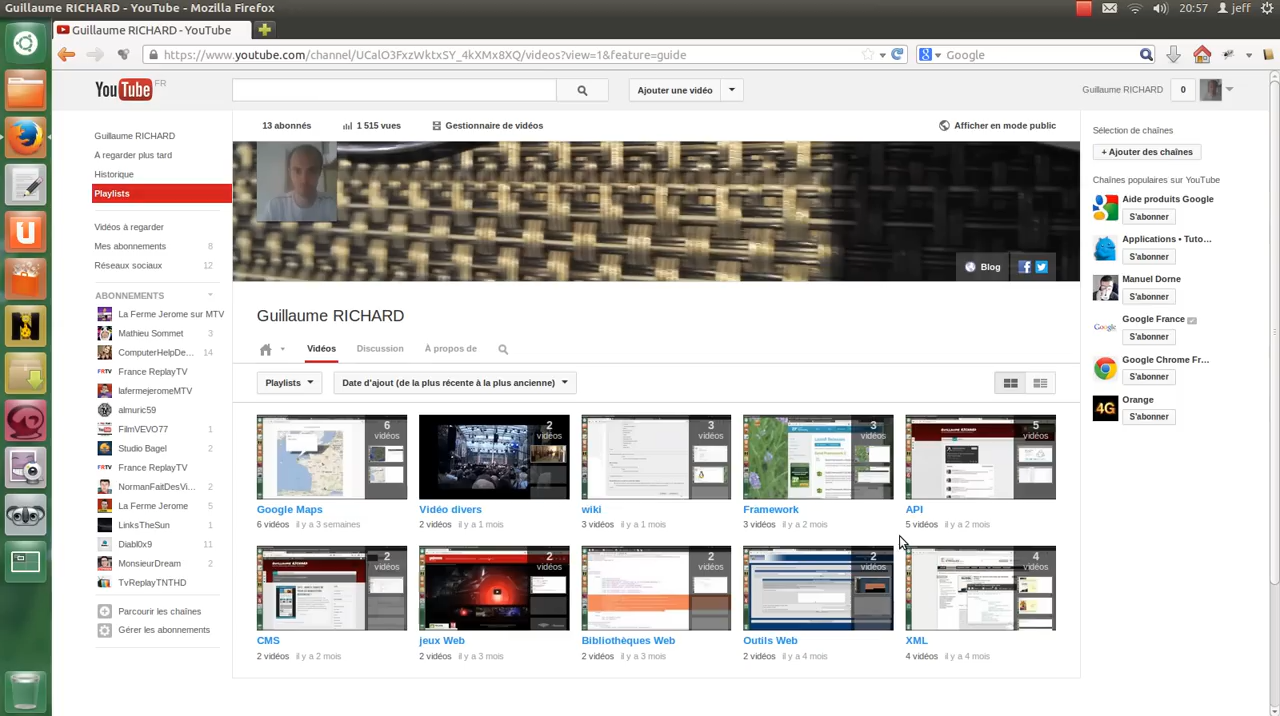 Guillaume RICHARD - YouTube - Mozilla Firefox
20:57 jeff
Guillaume RICHARD - YouTube
https://www.youtube.com/channel/UCalO3FxzWktxSY_4kXMx8XQ/videos?view=1&feature=guide
Google
YouTube FR
Ajouter une vidéo
Guillaume RICHARD 0
Guillaume RICHARD
À regarder plus tard
Historique
Playlists
Vidéos à regarder
Mes abonnements 8
Réseaux sociaux 12
ABONNEMENTS
La Ferme Jerome sur MTV
Mathieu Sommet 3
ComputerHelpDe... 14
France ReplayTV
lafermejeromeMTV
almuric59
FilmVEVO77 1
Studio Bagel 2
France ReplayTV
NormanFaitDesVi... 2
La Ferme Jerome 5
LinksTheSun 1
Diabl0x9 11
MonsieurDream 2
TvReplayTNTHD
Parcourir les chaînes
Gérer les abonnements
13 abonnés 1 515 vues Gestionnaire de vidéos Afficher en mode public
Blog
Guillaume RICHARD
Vidéos Discussion À propos de
Playlists Date d'ajout (de la plus récente à la plus ancienne)
6 vidéos 2 vidéos 3 vidéos 3 vidéos 5 vidéos
Google Maps Vidéo divers wiki Framework API
6 vidéos il y a 3 semaines 2 vidéos il y a 1 mois 3 vidéos il y a 1 mois 3 vidéos il y a 2 mois 5 vidéos il y a 2 mois
2 vidéos 2 vidéos 2 vidéos 2 vidéos 4 vidéos
CMS jeux Web Bibliothèques Web Outils Web XML
2 vidéos il y a 2 mois 2 vidéos il y a 3 mois 2 vidéos il y a 3 mois 2 vidéos il y a 4 mois 4 vidéos il y a 4 mois
Sélection de chaînes
+ Ajouter des chaînes
Chaînes populaires sur YouTube
Aide produits Google
S'abonner
Applications • Tuto...
S'abonner
Manuel Dorne
S'abonner
Google France
S'abonner
Google Chrome Fr...
S'abonner
4G Orange
S'abonner